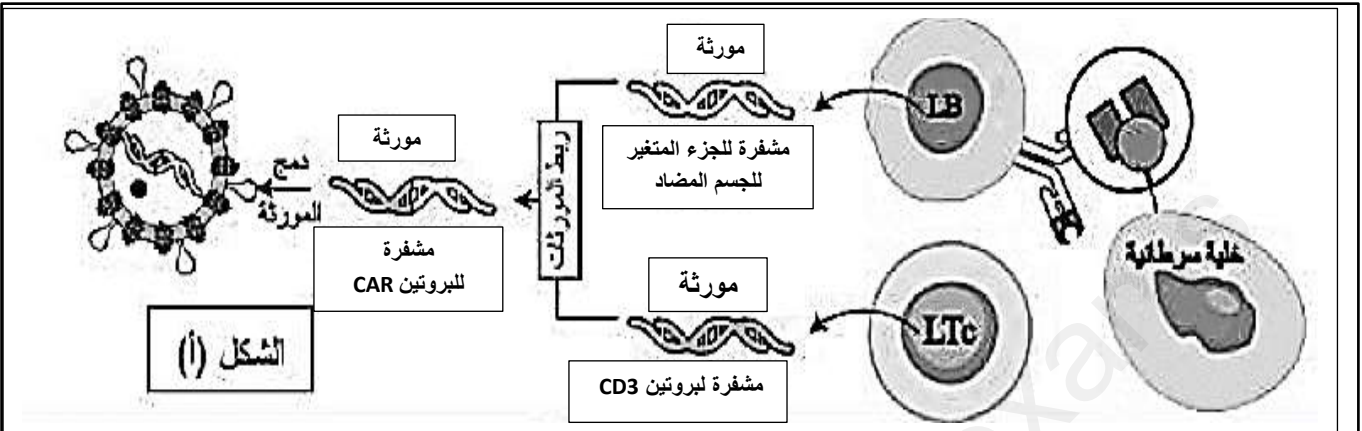 مورثة
مشفرة للجزء المتغير
للجسم المضاد
LB
خلية سرطانية
ربط المورثات
مورثة
مشفرة
للبروتين CAR
دمج
المورثة
مورثة
مشفرة لبروتين CD3
LTc
الشكل (أ)